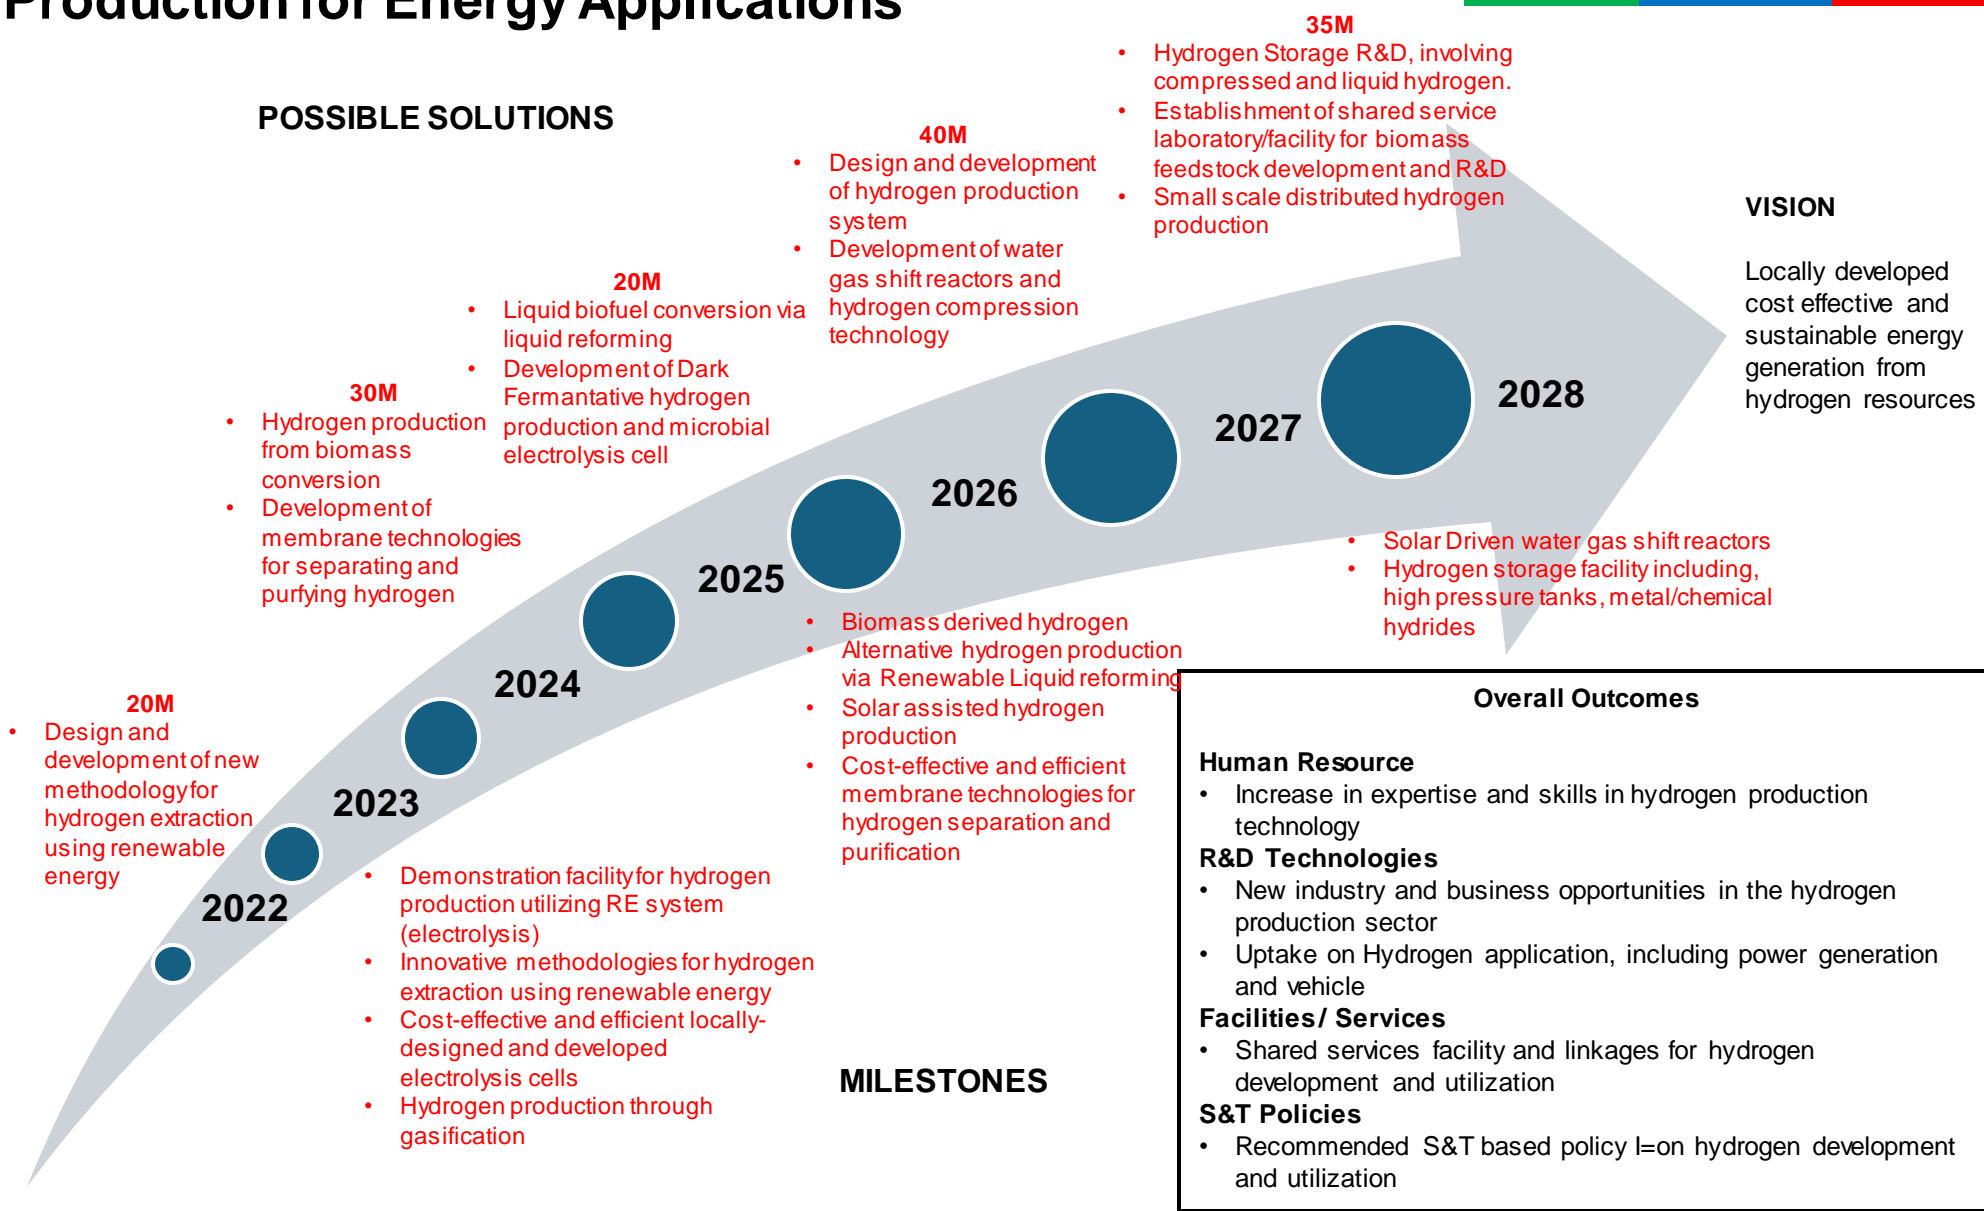 Production for Energy Applications
POSSIBLE SOLUTIONS
20M
• Design and
development of new
methodology for
hydrogen extraction
using renewable
energy
30M
• Hydrogen production
from biomass
conversion
• Development of
membrane technologies
for separating and
purfying hydrogen
20M
• Liquid biofuel conversion via
liquid reforming
• Development of Dark
Fermantative hydrogen
production and microbial
electrolysis cell
40M
• Design and development
of hydrogen production
system
• Development of water
gas shift reactors and
hydrogen compression
technology
35M
• Hydrogen Storage R&D, involving
compressed and liquid hydrogen.
• Establishment of shared service
laboratory/facility for biomass
feedstock development and R&D
• Small scale distributed hydrogen
production
2022
2023
2024
2025
2026
2027
2028
VISION
Locally developed
cost effective and
sustainable energy
generation from
hydrogen resources
• Demonstration facility for hydrogen
production utilizing RE system
(electrolysis)
• Innovative methodologies for hydrogen
extraction using renewable energy
• Cost-effective and efficient locally-
designed and developed
electrolysis cells
• Hydrogen production through
gasification
• Biomass derived hydrogen
• Alternative hydrogen production
via Renewable Liquid reforming
• Solar assisted hydrogen
production
• Cost-effective and efficient
membrane technologies for
hydrogen separation and
purification
• Solar Driven water gas shift reactors
• Hydrogen storage facility including,
high pressure tanks, metal/chemical
hydrides
MILESTONES
Overall Outcomes
Human Resource
• Increase in expertise and skills in hydrogen production
technology
R&D Technologies
• New industry and business opportunities in the hydrogen
production sector
• Uptake on Hydrogen application, including power generation
and vehicle
Facilities/ Services
• Shared services facility and linkages for hydrogen
development and utilization
S&T Policies
• Recommended S&T based policy I=on hydrogen development
and utilization